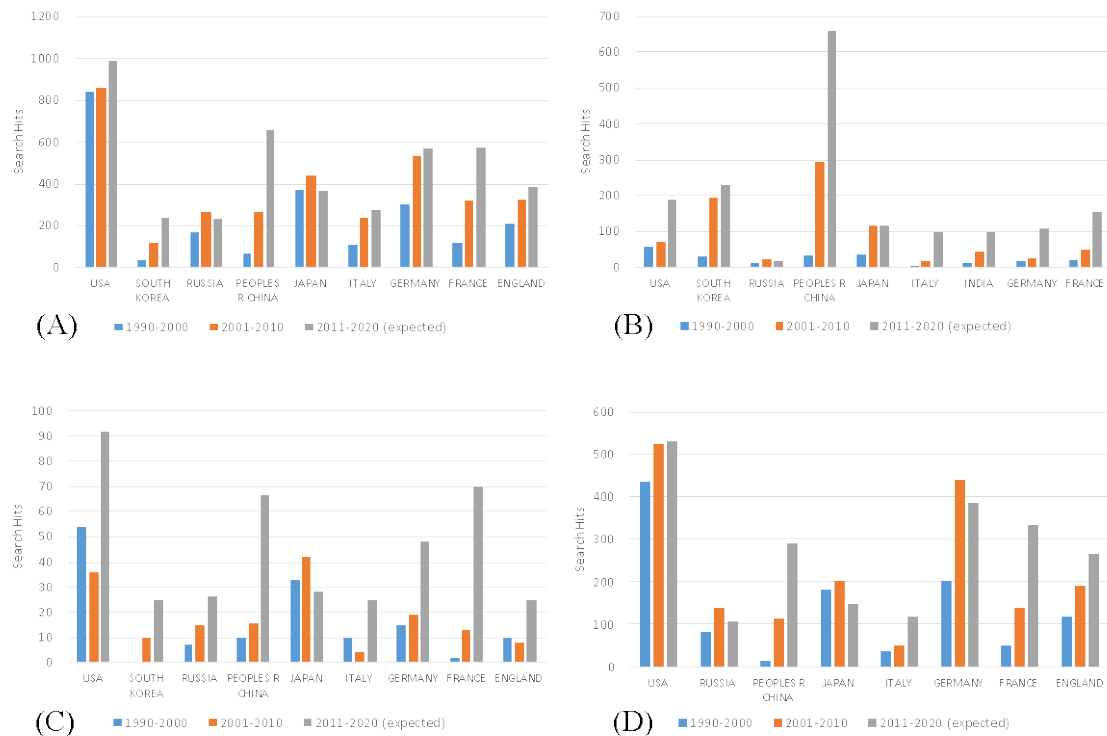 1200
1000
800
600
400
200
0
Search Hits
USA SOUTH KOREA RUSSIA PEOPLES R CHINA JAPAN ITALY GERMANY FRANCE ENGLAND
(A)
1990-2000 2001-2010 2011-2020 (expected)
700
600
500
400
300
200
100
0
Search Hits
USA SOUTH KOREA RUSSIA PEOPLES R CHINA JAPAN ITALY INDIA GERMANY FRANCE
(B)
1990-2000 2001-2010 2011-2020 (expected)
100
90
80
70
60
50
40
30
20
10
0
Search Hits
USA SOUTH KOREA RUSSIA PEOPLES R CHINA JAPAN ITALY GERMANY FRANCE ENGLAND
(C)
1990-2000 2001-2010 2011-2020 (expected)
600
500
400
300
200
100
0
Search Hits
USA RUSSIA PEOPLES R CHINA JAPAN ITALY GERMANY FRANCE ENGLAND
(D)
1990-2000 2001-2010 2011-2020 (expected)